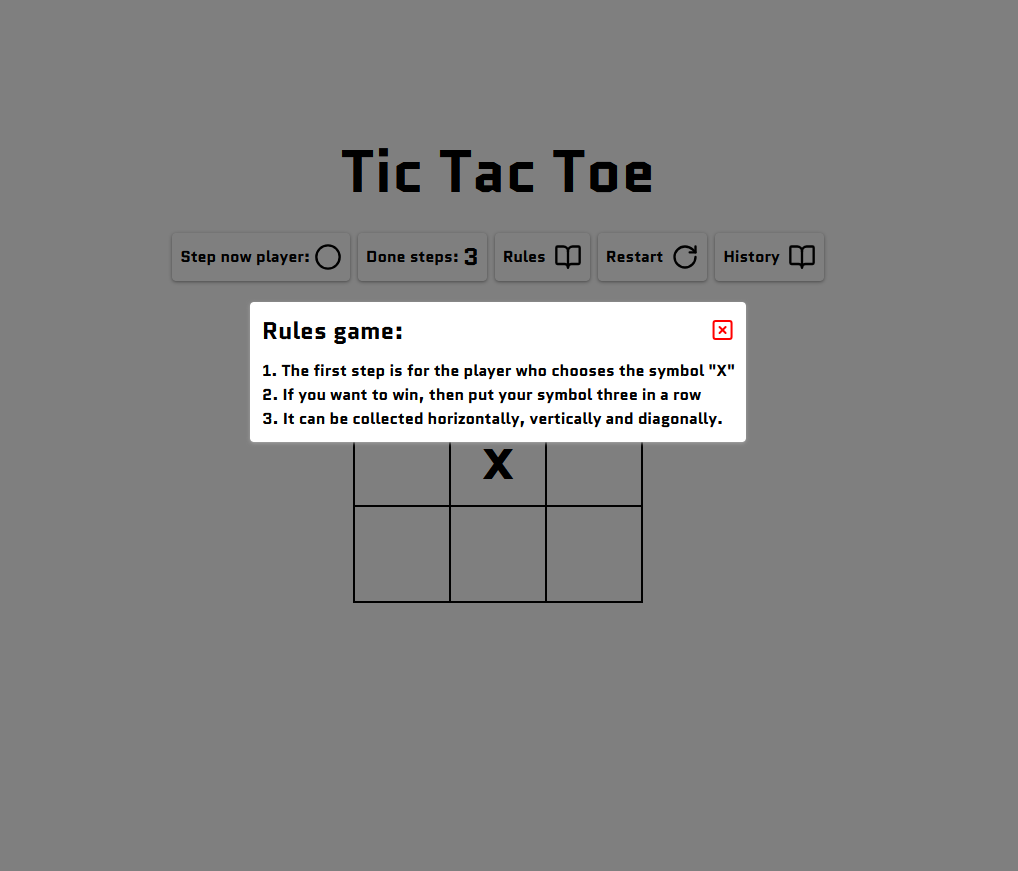 Tic Tac Toe
Step now player:
Done steps: 3
Rules
Restart
History
Rules game:
1. The first step is for the player who chooses the symbol "X"
2. If you want to win, then put your symbol three in a row
3. It can be collected horizontally, vertically and diagonally.
X